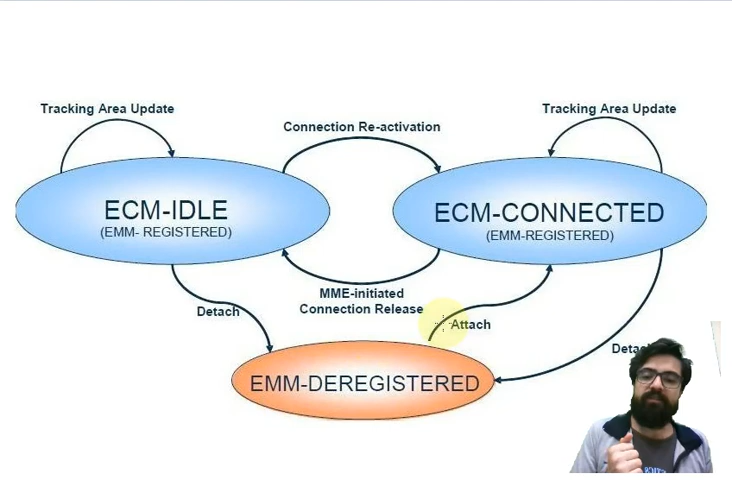 Tracking Area Update
Tracking Area Update
Connection Re-activation
ECM-IDLE
(EMM- REGISTERED)
ECM-CONNECTED
(EMM-REGISTERED)
MME-initiated
Connection Release
Detach
Attach
EMM-DEREGISTERED